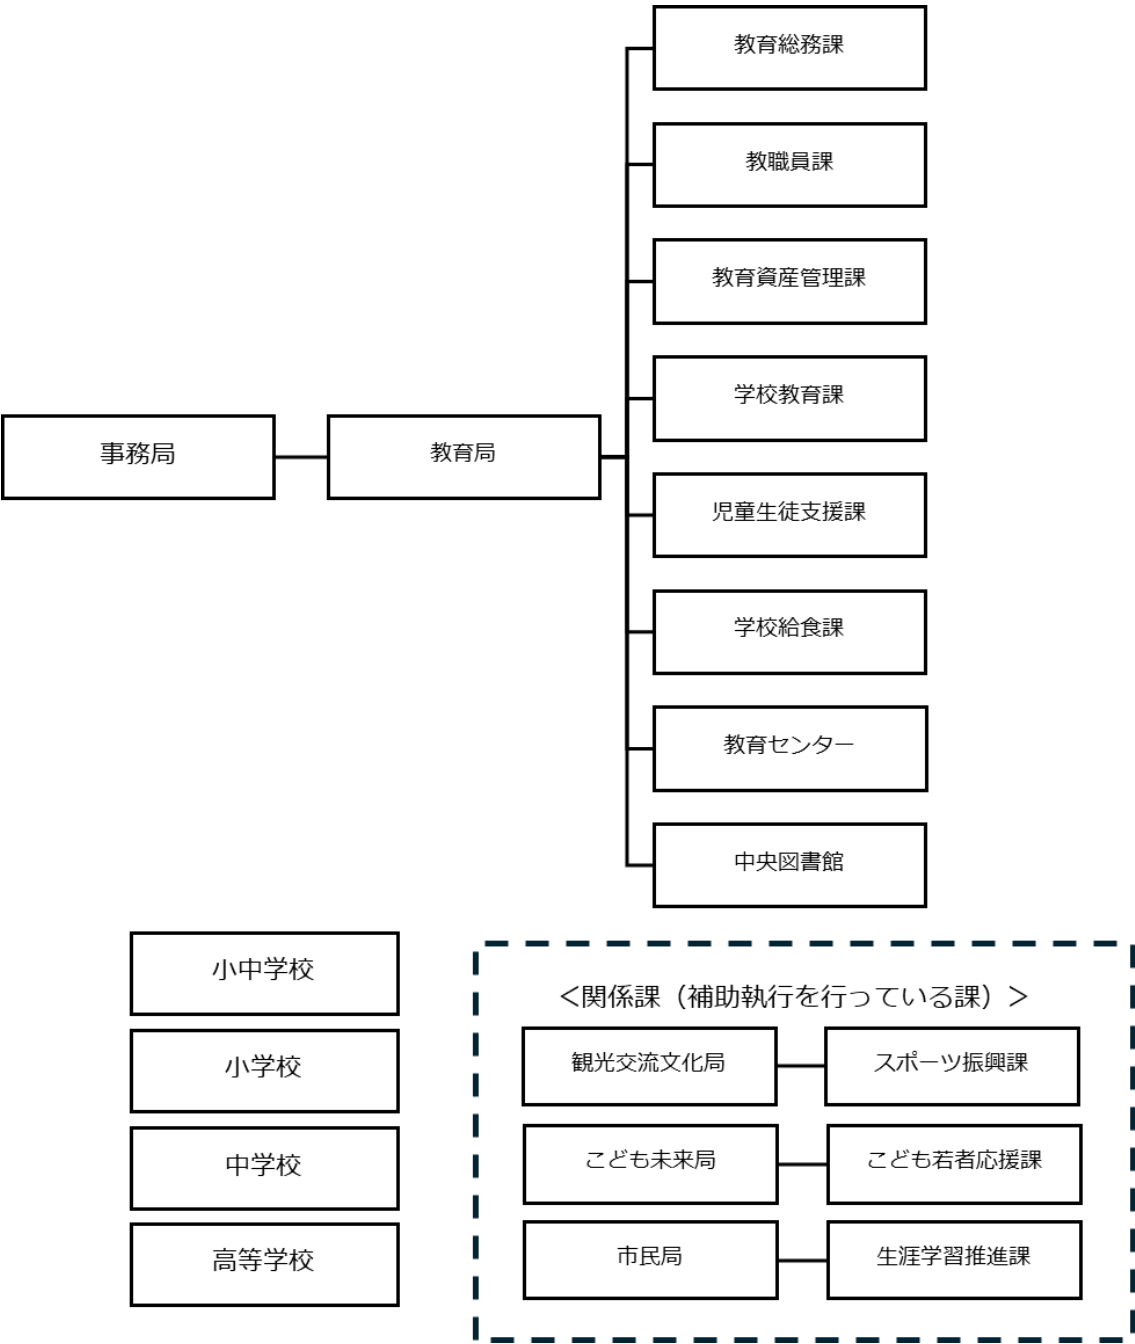 教育総務課
教職員課
教育資産管理課
学校教育課
事務局
教育局
児童生徒支援課
学校給食課
教育センター
中央図書館
小中学校
小学校
中学校
高等学校
＜関係課（補助執行を行っている課）＞
観光交流文化局
スポーツ振興課
こども未来局
こども若者応援課
市民局
生涯学習推進課